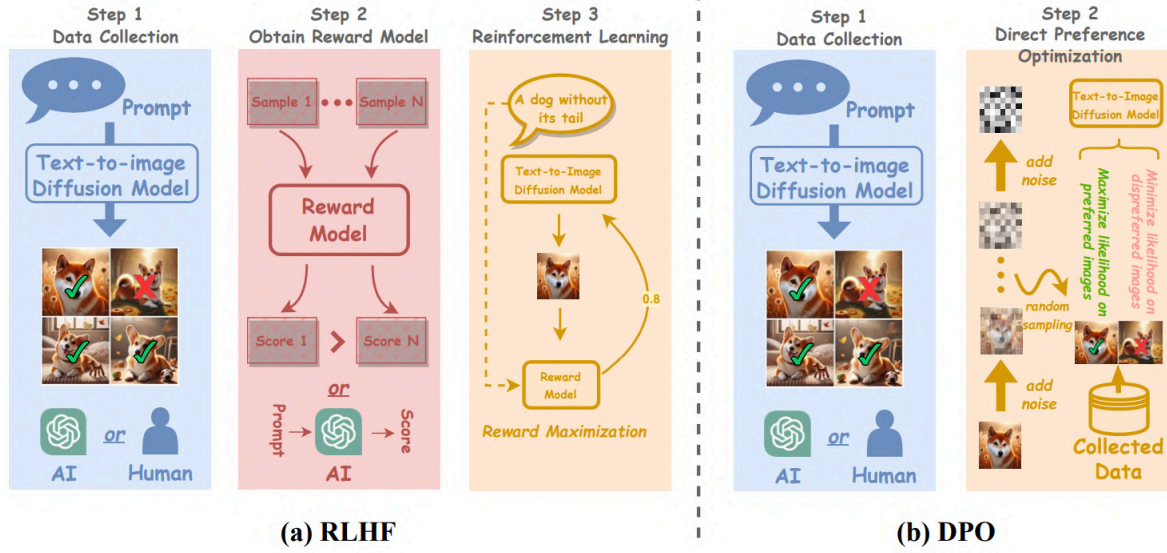 Step 1
Data Collection
Prompt
Text-to-image
Diffusion Model
AI
or
Human
Step 2
Obtain Reward Model
Sample 1
Sample N
Reward
Model
Score 1
>
Score N
or
Prompt
AI
Score
Step 3
Reinforcement Learning
A dog without
its tail
Text-to-Image
Diffusion Model
0.8
Reward
Model
Reward Maximization
(a) RLHF
Step 1
Data Collection
Prompt
Text-to-image
Diffusion Model
AI
or
Human
Step 2
Direct Preference
Optimization
Text-to-Image
Diffusion Model
add
noise
Maximize likelihood on
preferred images
Minimize likelihood on
dispreferred images
random
sampling
add
noise
Collected
Data
(b) DPO